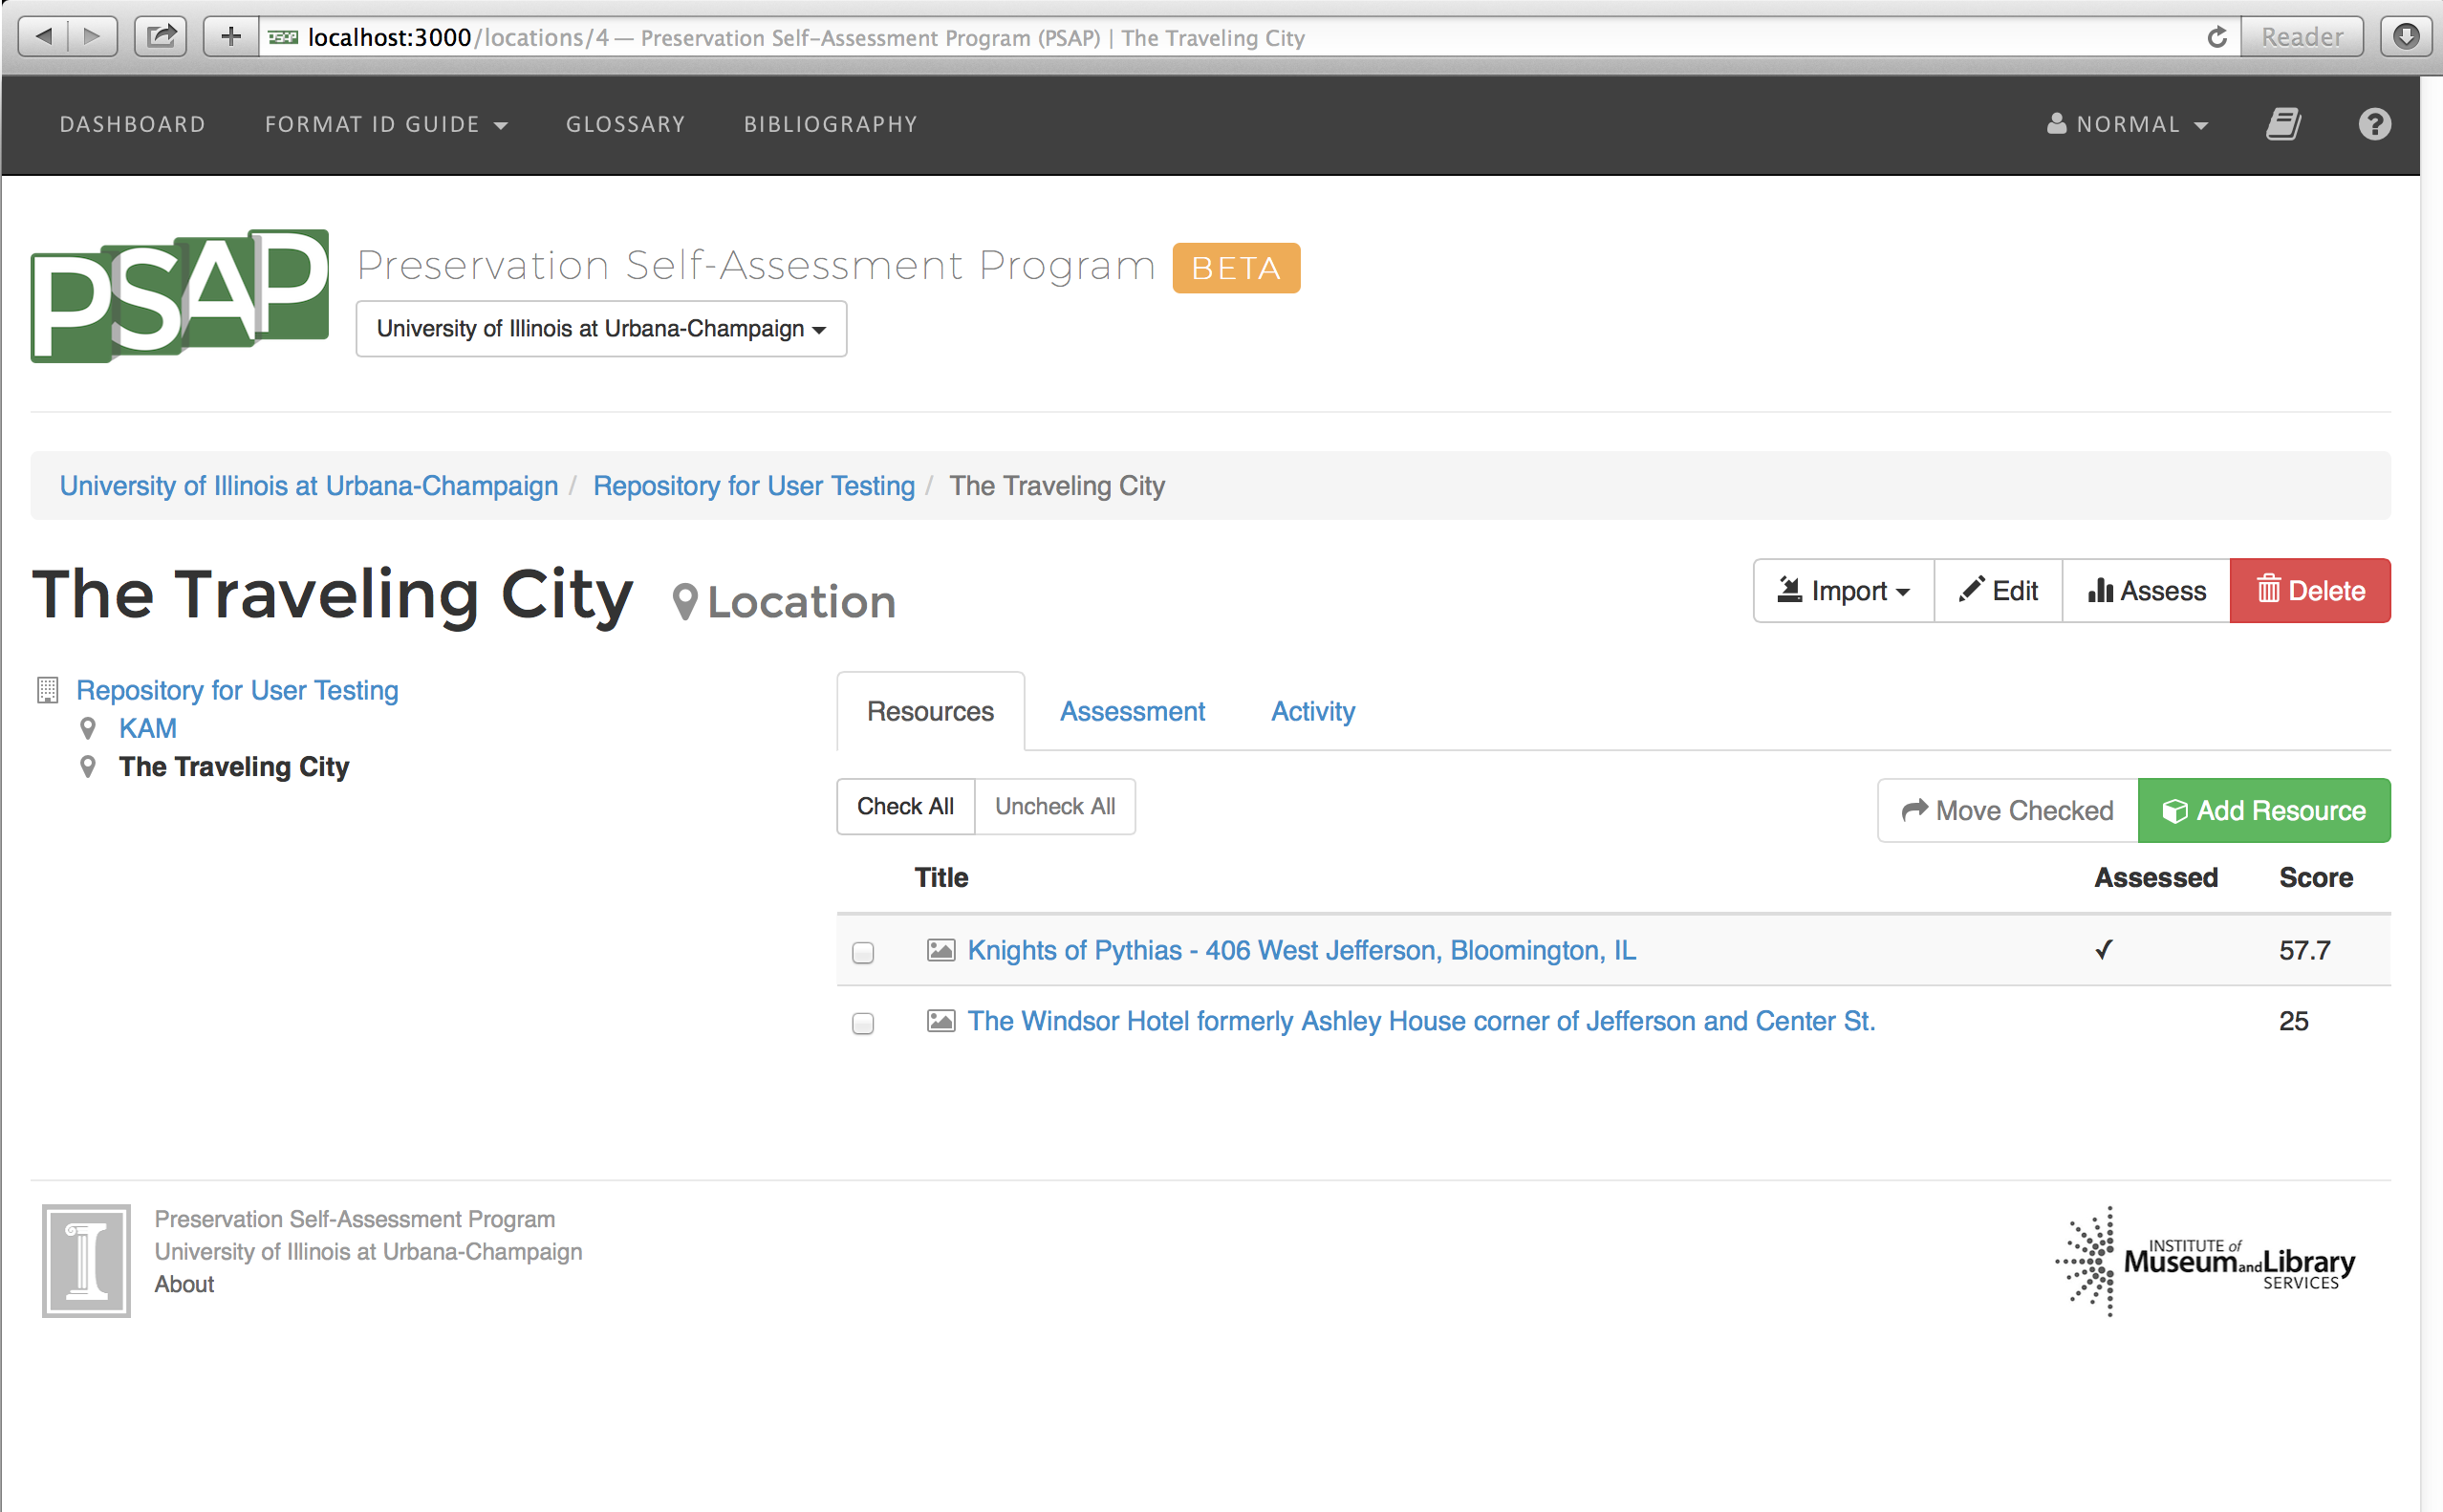 localhost:3000/locations/4 — Preservation Self-Assessment Program (PSAP) | The Traveling City
Reader
DASHBOARD
FORMAT ID GUIDE
GLOSSARY
BIBLIOGRAPHY
NORMAL
PSAP
Preservation Self-Assessment Program BETA
University of Illinois at Urbana-Champaign
University of Illinois at Urbana-Champaign / Repository for User Testing / The Traveling City
The Traveling City Location
Import
Edit
Assess
Delete
Repository for User Testing
KAM
The Traveling City
Resources
Assessment
Activity
Check All
Uncheck All
Move Checked
Add Resource
Title Assessed Score
Knights of Pythias - 406 West Jefferson, Bloomington, IL ✓ 57.7
The Windsor Hotel formerly Ashley House corner of Jefferson and Center St. 25
Preservation Self-Assessment Program
University of Illinois at Urbana-Champaign
About
INSTITUTE of
Museum and Library
SERVICES